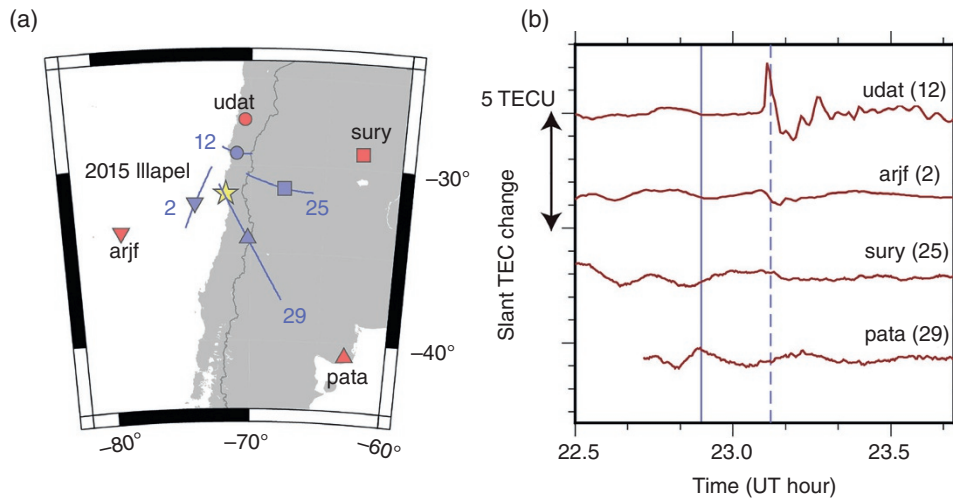 (a)
udat
sury
12
2015 Illapel
–30°
2
25
arjf
29
–40°
pata
–80°
–70°
–60°
(b)
5 TECU
Slant TEC change
udat (12)
arjf (2)
sury (25)
pata (29)
22.5
23.0
23.5
Time (UT hour)